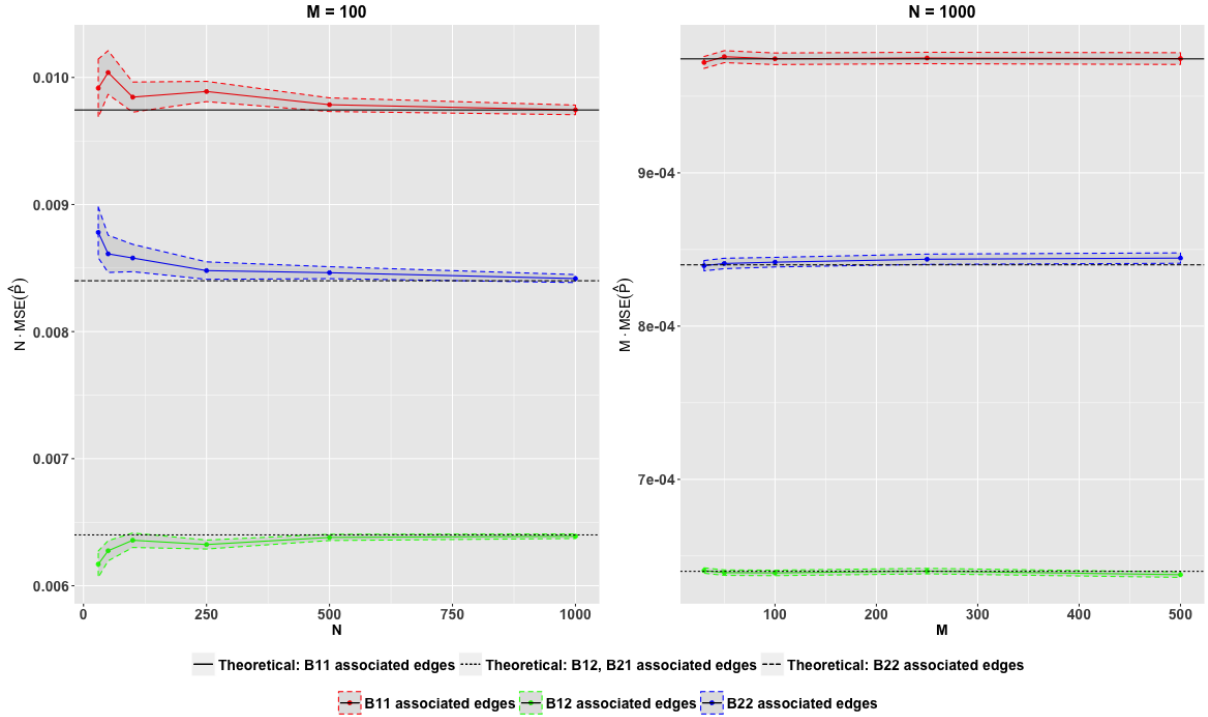 M = 100
N · MSE(P̂)
0.010
0.009
0.008
0.007
0.006
0
250
500
750
1000
N
N = 1000
M · MSE(P̂)
9e-04
8e-04
7e-04
100
200
300
400
500
M
Theoretical: B11 associated edges Theoretical: B12, B21 associated edges Theoretical: B22 associated edges
B11 associated edges B12 associated edges B22 associated edges